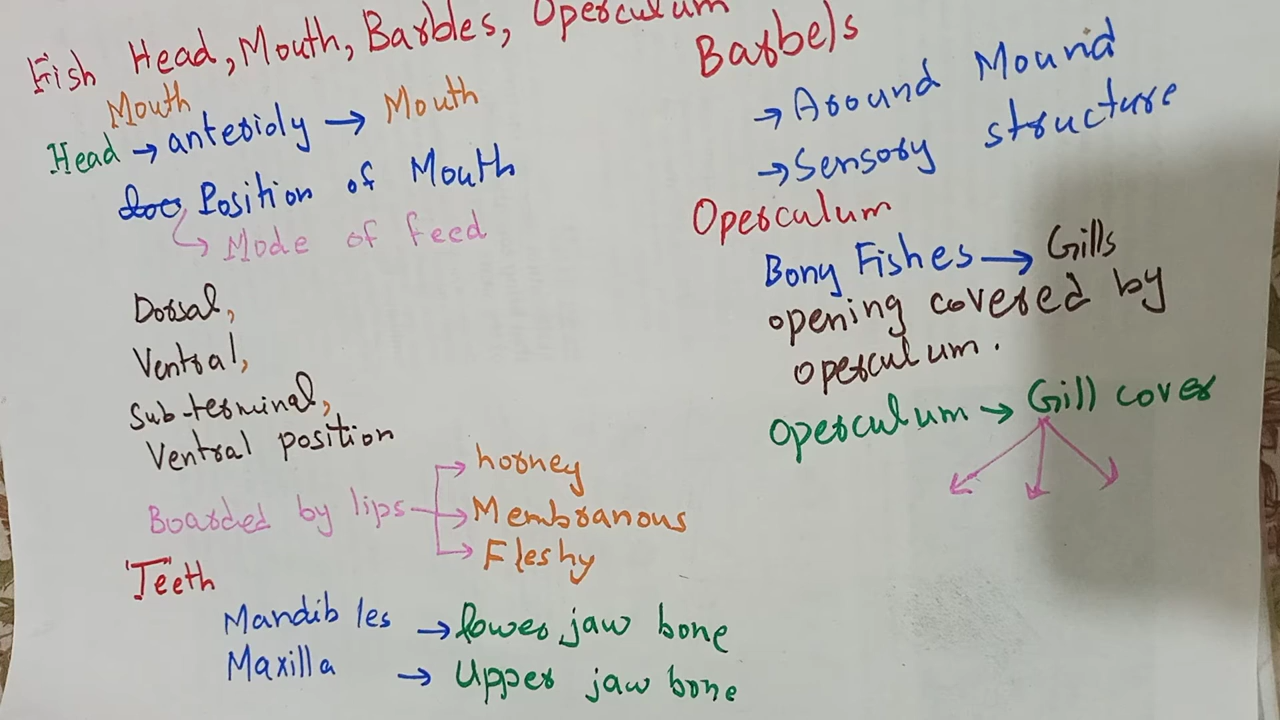 Fish Head, Mouth, Barbles, Operculum
Mouth
Head → anterioly → Mouth
Position of Mouth
↳ Mode of feed
Dorsal,
Ventral,
Sub-terminal,
Ventral position
Boarded by lips
horney
Membranous
Fleshy
"Teeth
Mandibles → lower jaw bone
Maxilla → Upper jaw bone
Barbels
→ Around Mound
→ Sensory structure
Operculum
Bony Fishes → Gills
opening covered by
operculum.
Operculum → Gill cover